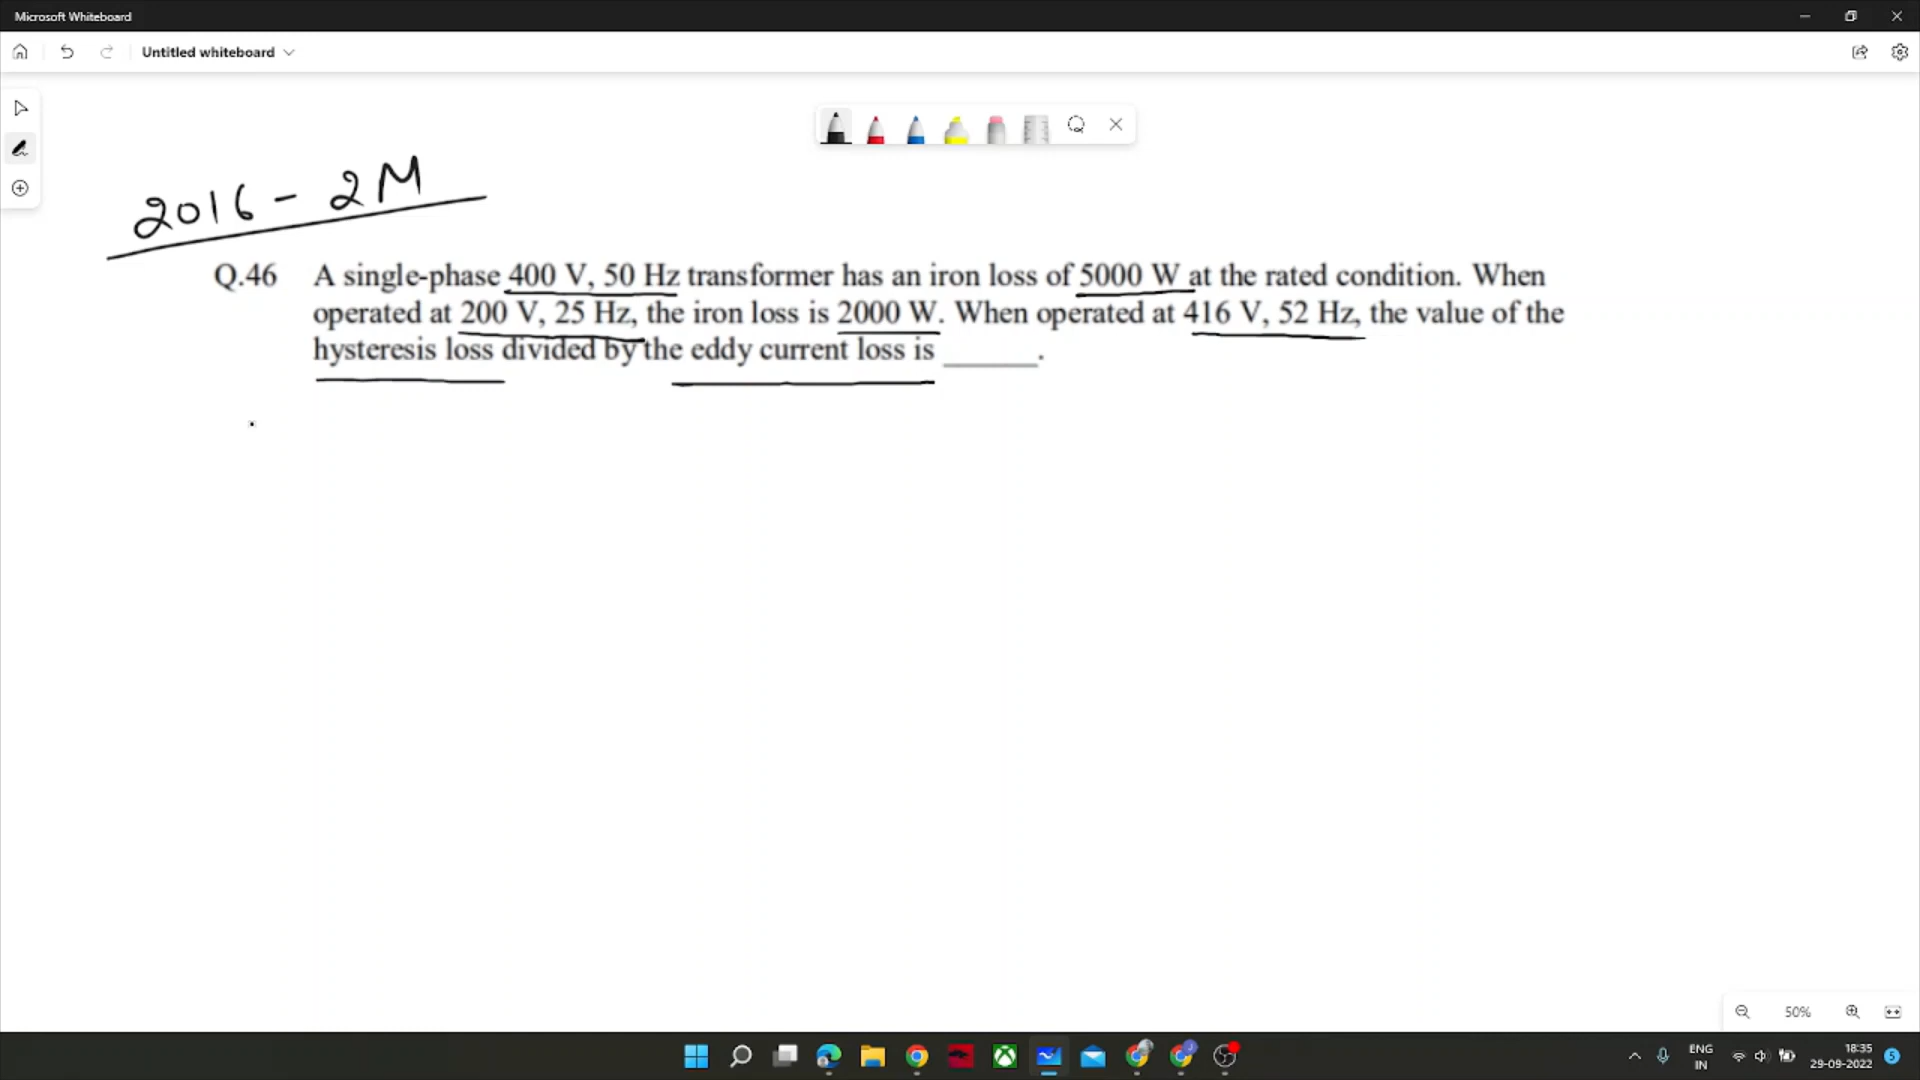 Microsoft Whiteboard
Untitled whiteboard
2016 - 2M
Q.46 A single-phase 400 V, 50 Hz transformer has an iron loss of 5000 W at the rated condition. When
operated at 200 V, 25 Hz, the iron loss is 2000 W. When operated at 416 V, 52 Hz, the value of the
hysteresis loss divided by the eddy current loss is ______.
50%
ENG
IN
18:35
29-09-2022
5